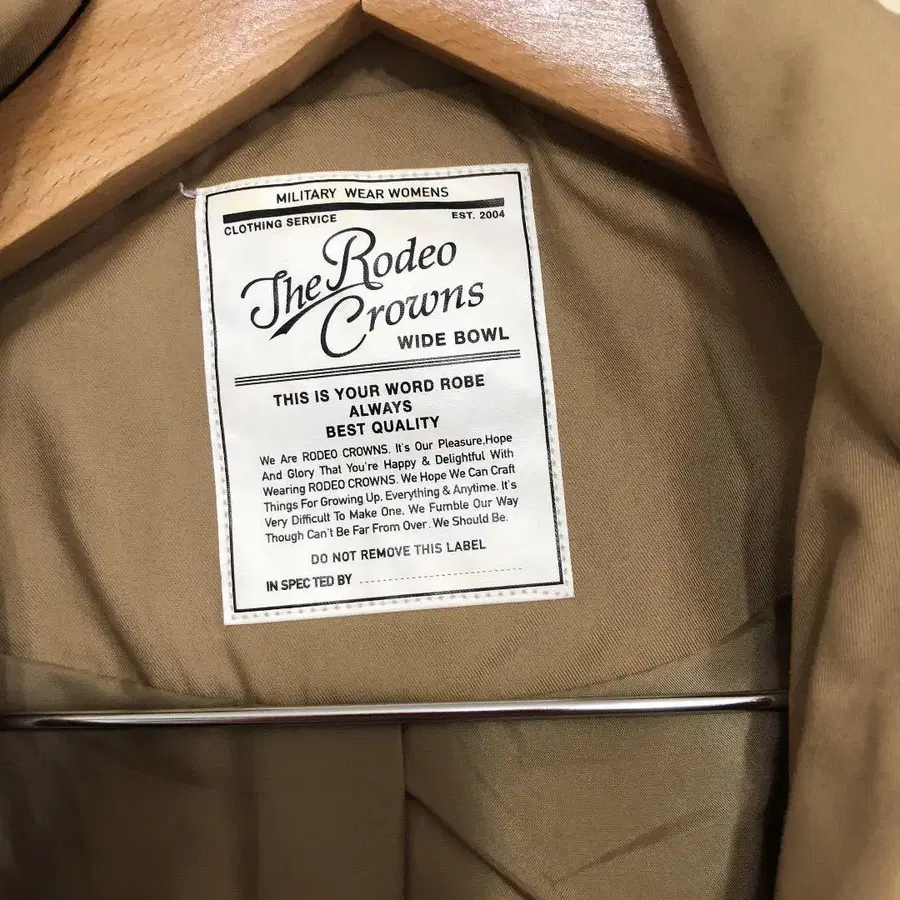 MILITARY WEAR WOMENS
CLOTHING SERVICE EST. 2004
The Rodeo
Crowns
WIDE BOWL
THIS IS YOUR WORD ROBE
ALWAYS
BEST QUALITY
We Are RODEO CROWNS. It's Our Pleasure,Hope
And Glory That You're Happy & Delightful With
Wearing RODEO CROWNS. We Hope We Can Craft
Things For Growing Up, Everything & Anytime. It's
Very Difficult To Make One. We Fumble Our Way
Though Can't Be Far From Over. We Should Be.
DO NOT REMOVE THIS LABEL
IN SPEC TED BY